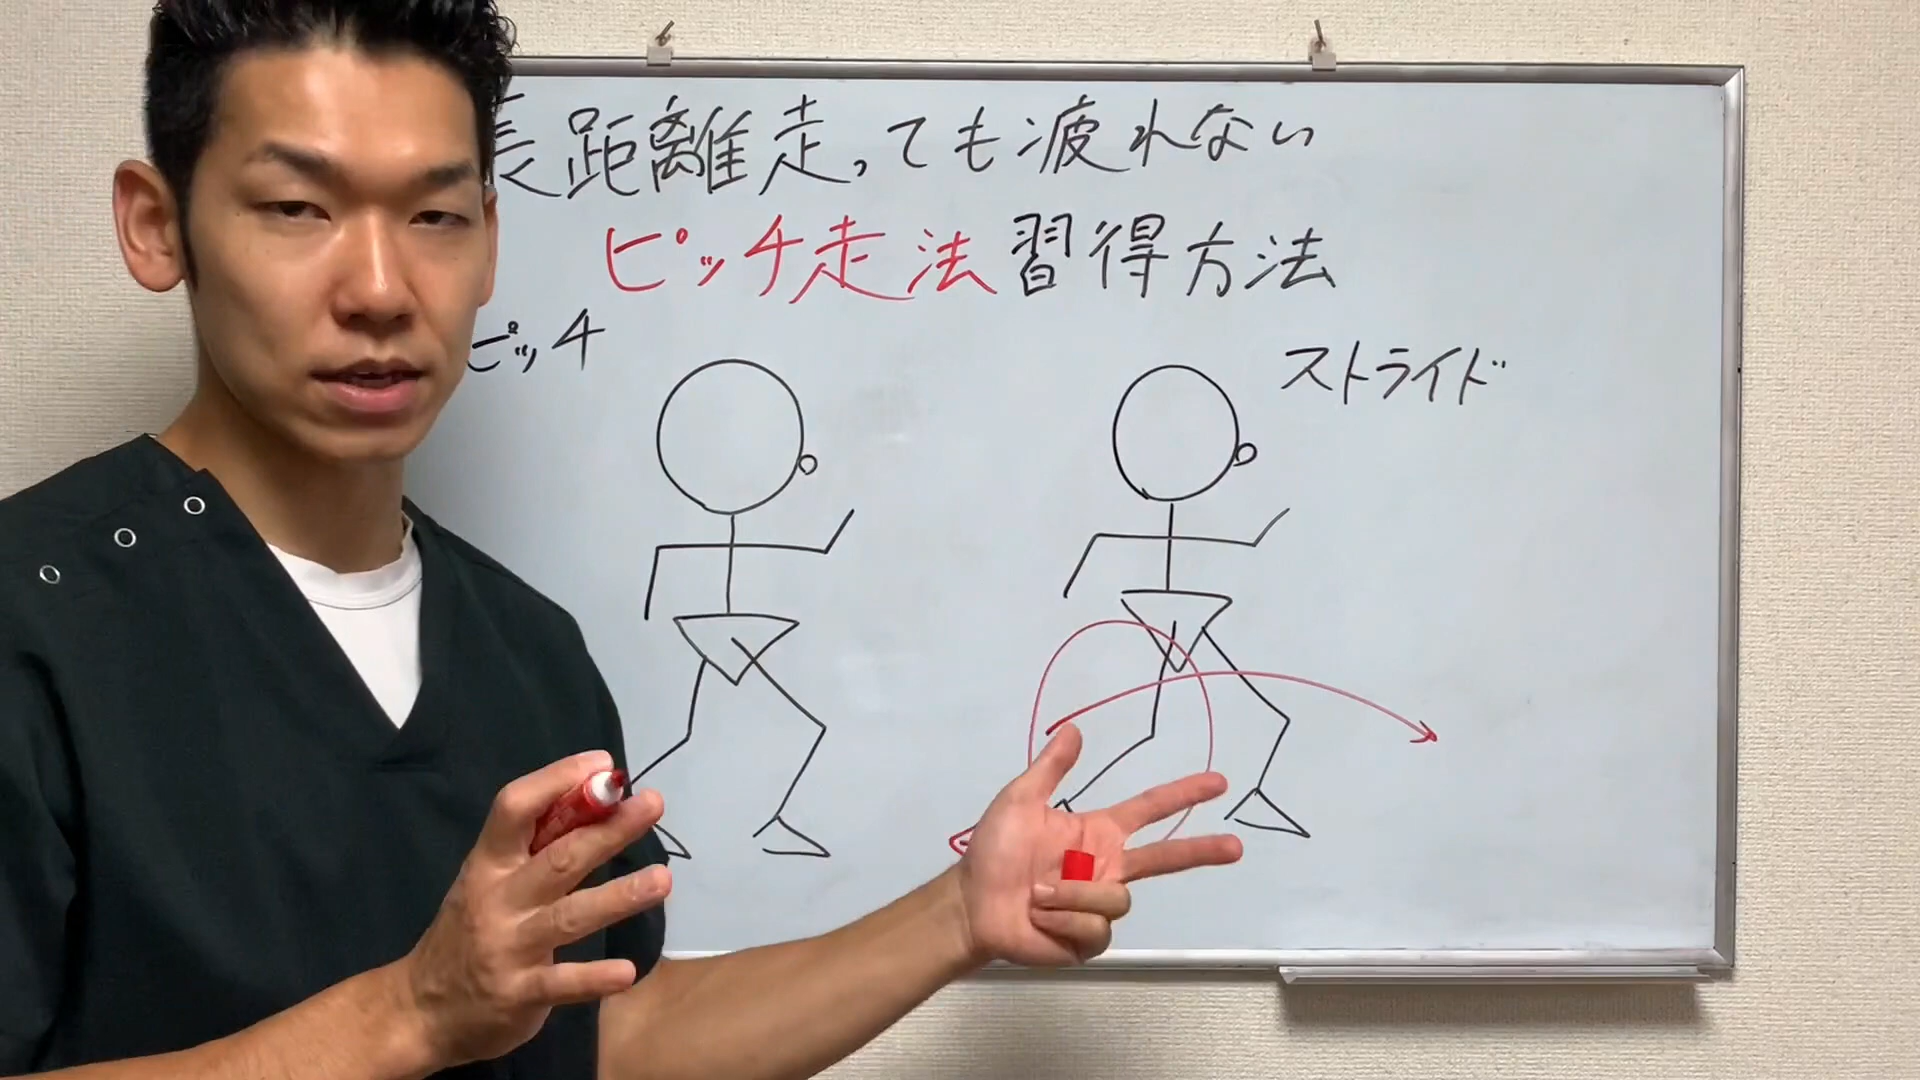 長距離走っても疲れない
ピッチ走法習得方法
ピッチ
ストライド